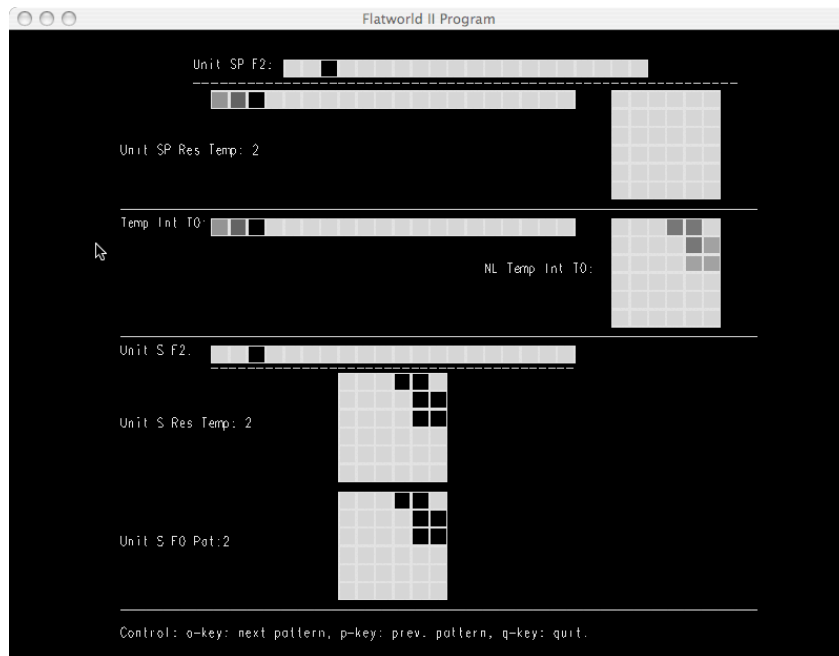 Flatworld II Program
Unit SP F2:
Unit SP Res Temp: 2
Temp Int T0:
NL Temp Int T0:
Unit S F2:
Unit S Res Temp: 2
Unit S F0 Pat:2
Control: o-key: next pattern, p-key: prev. pattern, q-key: quit.